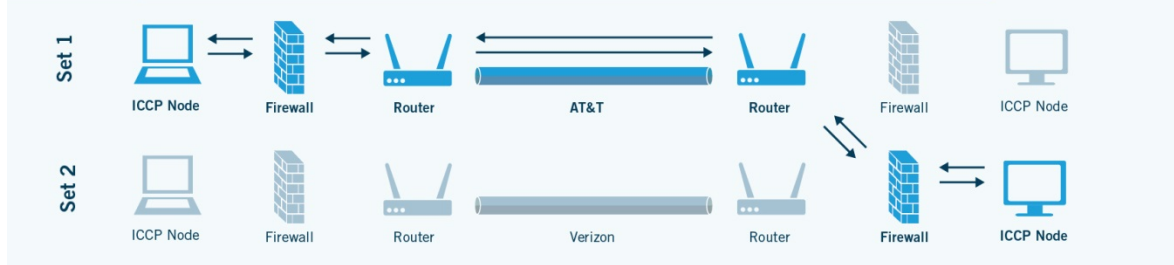 Set 1
ICCP Node Firewall Router AT&T Router Firewall ICCP Node
Set 2
ICCP Node Firewall Router Verizon Router Firewall ICCP Node